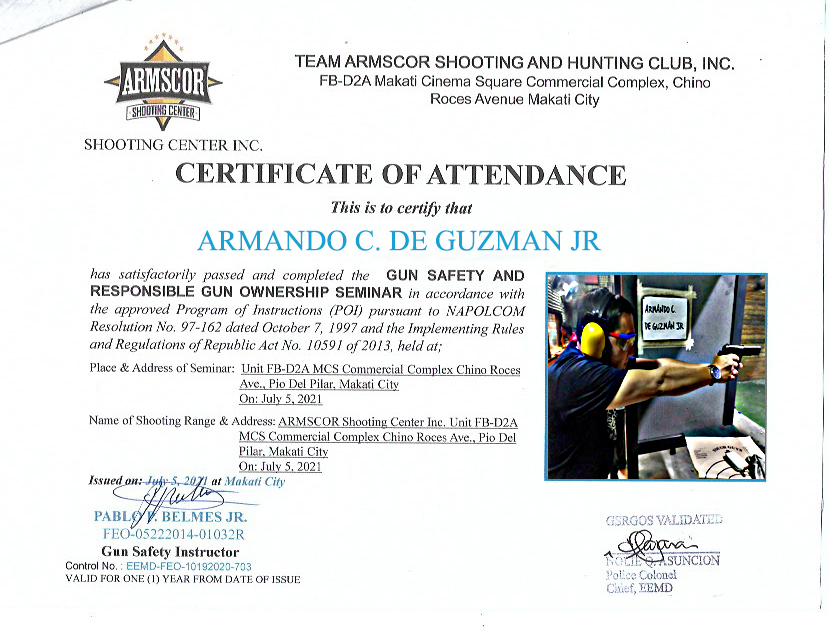 ARMSCOR
SHOOTING CENTER
SHOOTING CENTER INC.
TEAM ARMSCOR SHOOTING AND HUNTING CLUB, INC.
FB-D2A Makati Cinema Square Commercial Complex, Chino
Roces Avenue Makati City
CERTIFICATE OF ATTENDANCE
This is to certify that
ARMANDO C. DE GUZMAN JR
has satisfactorily passed and completed the GUN SAFETY AND
RESPONSIBLE GUN OWNERSHIP SEMINAR in accordance with
the approved Program of Instructions (POI) pursuant to NAPOLCOM
Resolution No. 97-162 dated October 7, 1997 and the Implementing Rules
and Regulations of Republic Act No. 10591 of 2013, held at;
Place & Address of Seminar: Unit FB-D2A MCS Commercial Complex Chino Roces
Ave., Pio Del Pilar, Makati City
On: July 5, 2021
Name of Shooting Range & Address: ARMSCOR Shooting Center Inc. Unit FB-D2A
MCS Commercial Complex Chino Roces Ave., Pio Del
Pilar, Makati City
On: July 5, 2021
Issued on: July 5, 2021 at Makati City
PABLO F. BELMES JR.
FEO-05222014-01032R
Gun Safety Instructor
Control No. : EEMD-FEO-10192020-703
VALID FOR ONE (1) YEAR FROM DATE OF ISSUE
ARMANDO C.
DE GUZMAN JR
GSRGOS VALIDATED
NOLIE Q. ASUNCION
Police Colonel
Chief, EEMD